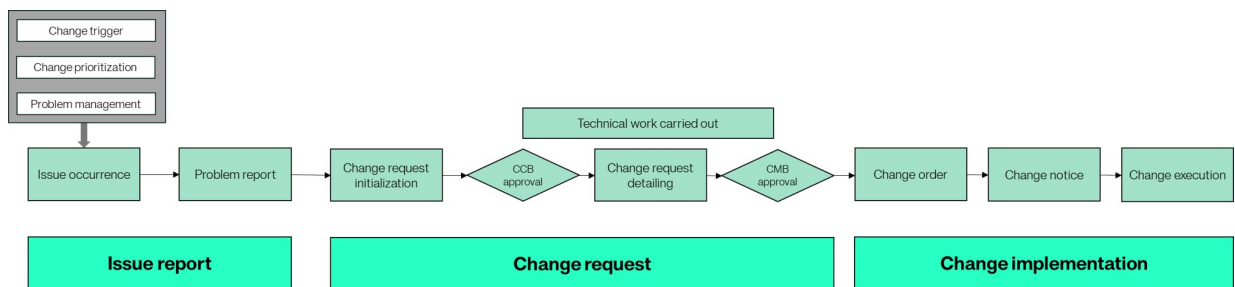 Change trigger
Change prioritization
Problem management
Technical work carried out
Issue occurrence
Problem report
Change request
initialization
CCB
approval
Change request
detailing
CMB
approval
Change order
Change notice
Change execution
Issue report
Change request
Change implementation